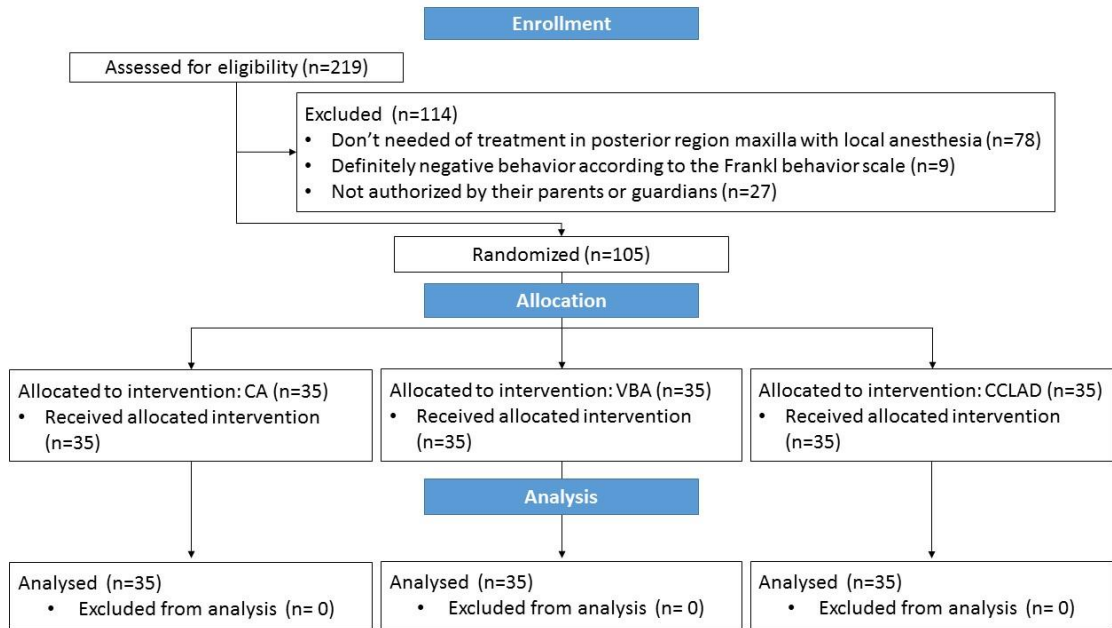 Enrollment
Assessed for eligibility (n=219)
Excluded (n=114)
• Don’t needed of treatment in posterior region maxilla with local anesthesia (n=78)
• Definitely negative behavior according to the Frankl behavior scale (n=9)
• Not authorized by their parents or guardians (n=27)
Randomized (n=105)
Allocation
Allocated to intervention: CA (n=35)
• Received allocated intervention
(n=35)
Allocated to intervention: VBA (n=35)
• Received allocated intervention
(n=35)
Allocated to intervention: CCLAD (n=35)
• Received allocated intervention
(n=35)
Analysis
Analysed (n=35)
• Excluded from analysis (n= 0)
Analysed (n=35)
• Excluded from analysis (n= 0)
Analysed (n=35)
• Excluded from analysis (n= 0)